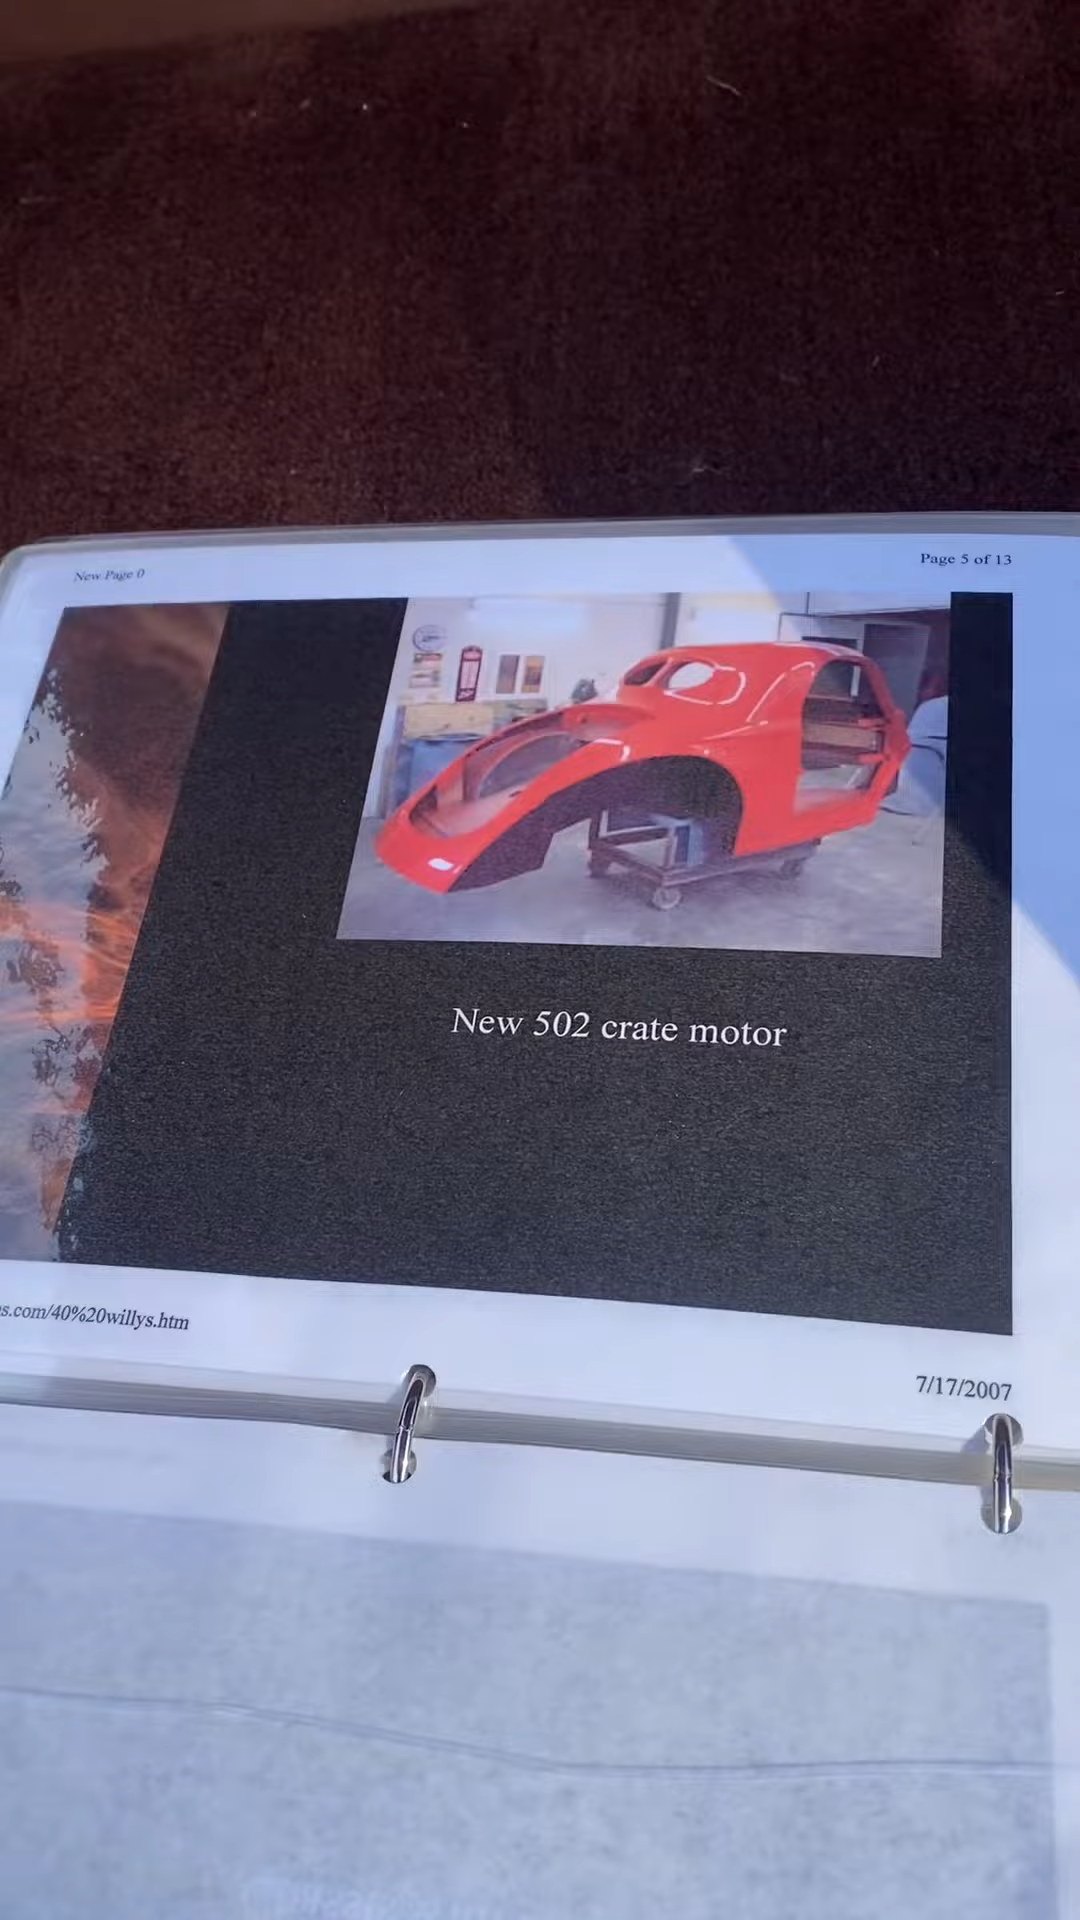 New Page 0
Page 5 of 13
New 502 crate motor
s.com/40%20willys.htm
7/17/2007